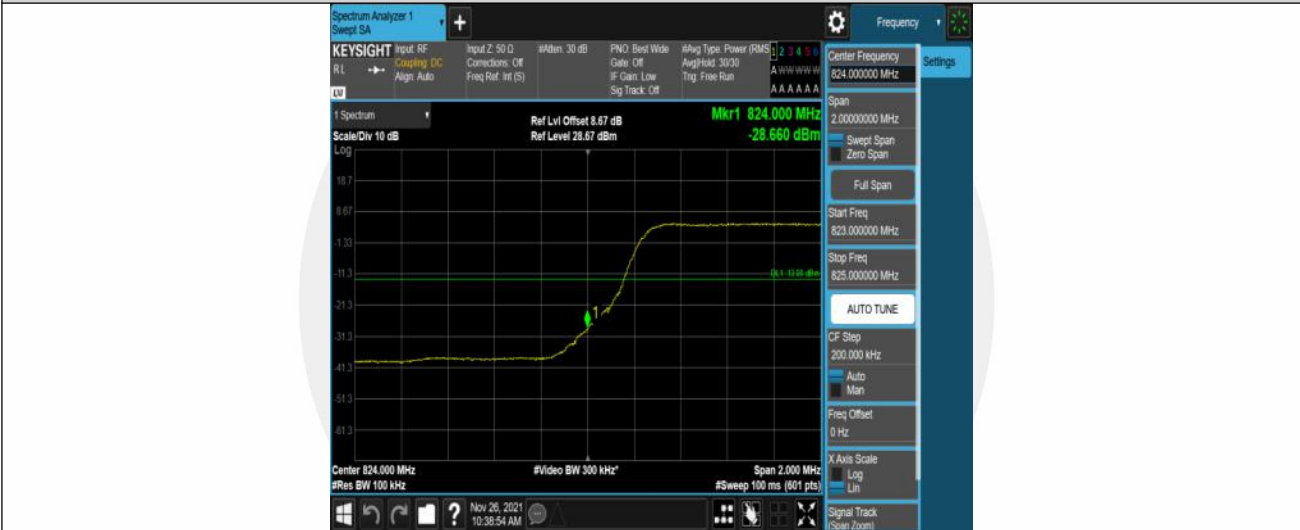 Spectrum Analyzer 1
Swept SA
+
Frequency
KEYSIGHT
RL
Input: RF
Coupling: DC
Align: Auto
Input Z: 50 Ω
Corrections: Off
Freq Ref: Int (S)
#Atten: 30 dB
PNO: Best Wide
Gate: Off
IF Gain: Low
Sig Track: Off
#Avg Type: Power (RMS
Avg|Hold: 30/30
Trig: Free Run
1 2 3 4 5 6
A W W W W W
A A A A A A
1 Spectrum
Scale/Div 10 dB
Ref Lvl Offset 8.67 dB
Ref Level 28.67 dBm
Mkr1 824.000 MHz
-28.660 dBm
Log
18.7
8.67
-1.33
-11.3
-21.3
-31.3
-41.3
-51.3
-61.3
1
Center 824.000 MHz
#Res BW 100 kHz
#Video BW 300 kHz*
Span 2.000 MHz
#Sweep 100 ms (601 pts)
Center Frequency
824.000000 MHz
Settings
Span
2.00000000 MHz
Swept Span
Zero Span
Full Span
Start Freq
823.000000 MHz
Stop Freq
825.000000 MHz
AUTO TUNE
CF Step
200.000 kHz
Auto
Man
Freq Offset
0 Hz
X Axis Scale
Log
Lin
Signal Track
(Span Zoom)
?
Nov 26, 2021
10:38:54 AM